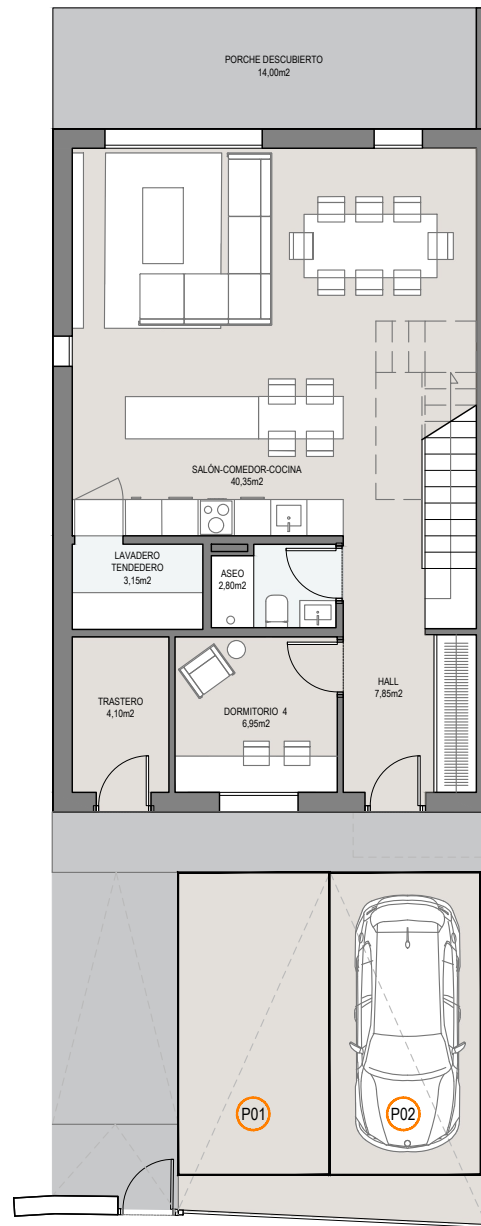 PORCHE DESCUBIERTO
14,00m2
SALÓN-COMEDOR-COCINA
40,35m2
LAVADERO
TENDEDERO
3,15m2
ASEO
2,80m2
TRASTERO
4,10m2
DORMITORIO 4
6,95m2
HALL
7,85m2
P01
P02